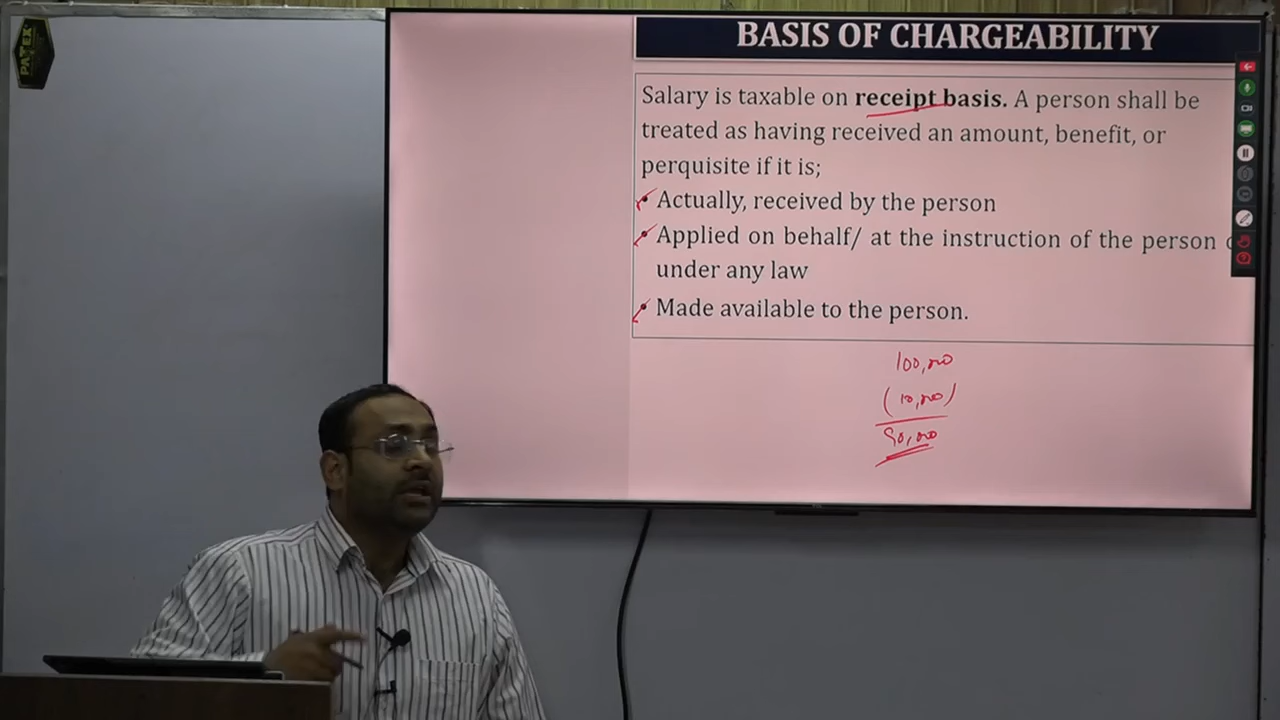 PATEX
BASIS OF CHARGEABILITY
Salary is taxable on receipt basis. A person shall be
treated as having received an amount, benefit, or
perquisite if it is;
• Actually, received by the person
• Applied on behalf/ at the instruction of the person
under any law
• Made available to the person.
100,000
(10,000)
90,000